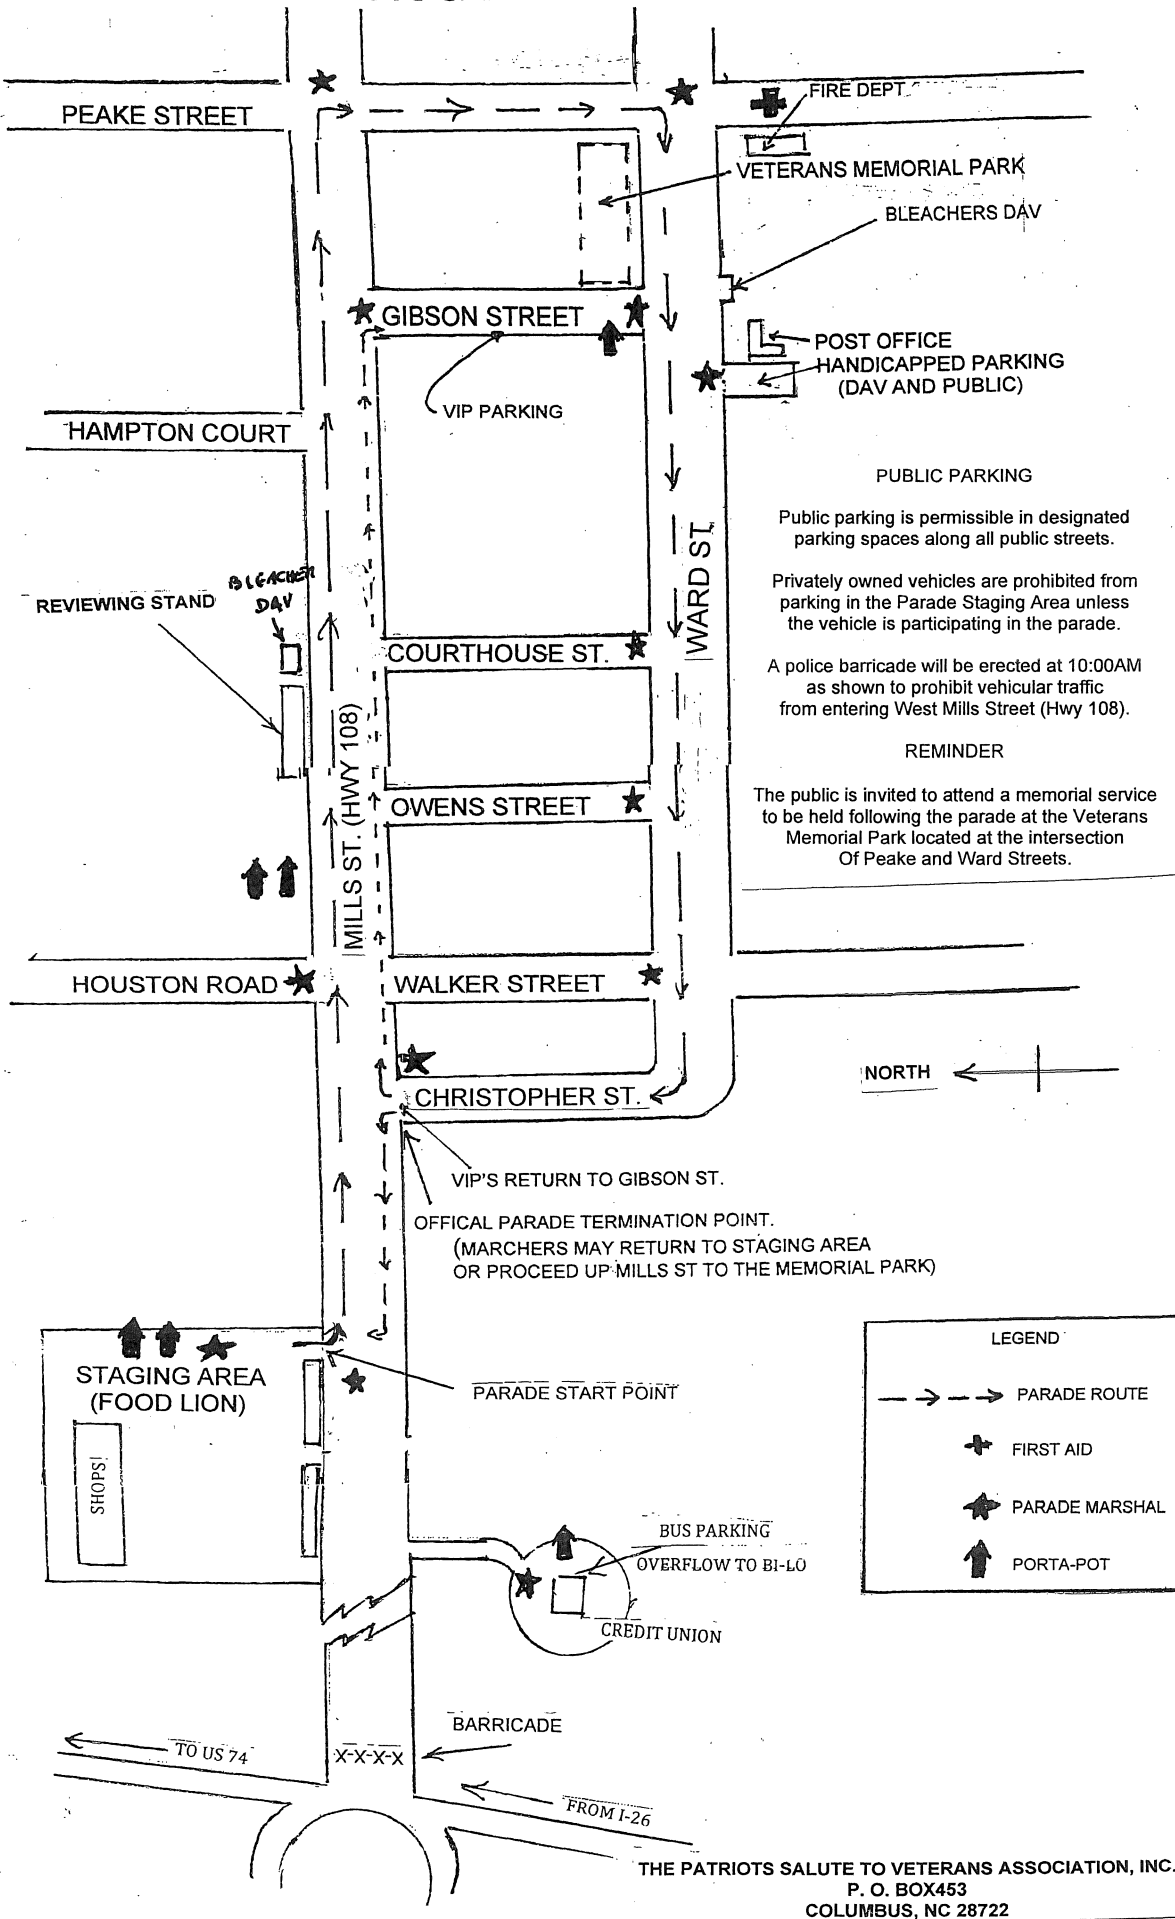 FIRE DEPT.
PEAKE STREET
VETERANS MEMORIAL PARK
BLEACHERS DAV
GIBSON STREET
POST OFFICE
HANDICAPPED PARKING
(DAV AND PUBLIC)
VIP PARKING
HAMPTON COURT
PUBLIC PARKING
Public parking is permissible in designated
parking spaces along all public streets.
Privately owned vehicles are prohibited from
parking in the Parade Staging Area unless
the vehicle is participating in the parade.
A police barricade will be erected at 10:00AM
as shown to prohibit vehicular traffic
from entering West Mills Street (Hwy 108).
REMINDER
The public is invited to attend a memorial service
to be held following the parade at the Veterans
Memorial Park located at the intersection
Of Peake and Ward Streets.
WARD ST.
BLEACHER
DAV
REVIEWING STAND
COURTHOUSE ST.
MILLS ST. (HWY 108)
OWENS STREET
HOUSTON ROAD
WALKER STREET
NORTH
CHRISTOPHER ST.
VIP'S RETURN TO GIBSON ST.
OFFICAL PARADE TERMINATION POINT.
(MARCHERS MAY RETURN TO STAGING AREA
OR PROCEED UP MILLS ST TO THE MEMORIAL PARK)
STAGING AREA
(FOOD LION)
PARADE START POINT
SHOPS!
LEGEND
PARADE ROUTE
FIRST AID
PARADE MARSHAL
PORTA-POT
BUS PARKING
OVERFLOW TO BI-LO
CREDIT UNION
BARRICADE
X-X-X-X
TO US 74
FROM I-26
THE PATRIOTS SALUTE TO VETERANS ASSOCIATION, INC.
P. O. BOX453
COLUMBUS, NC 28722